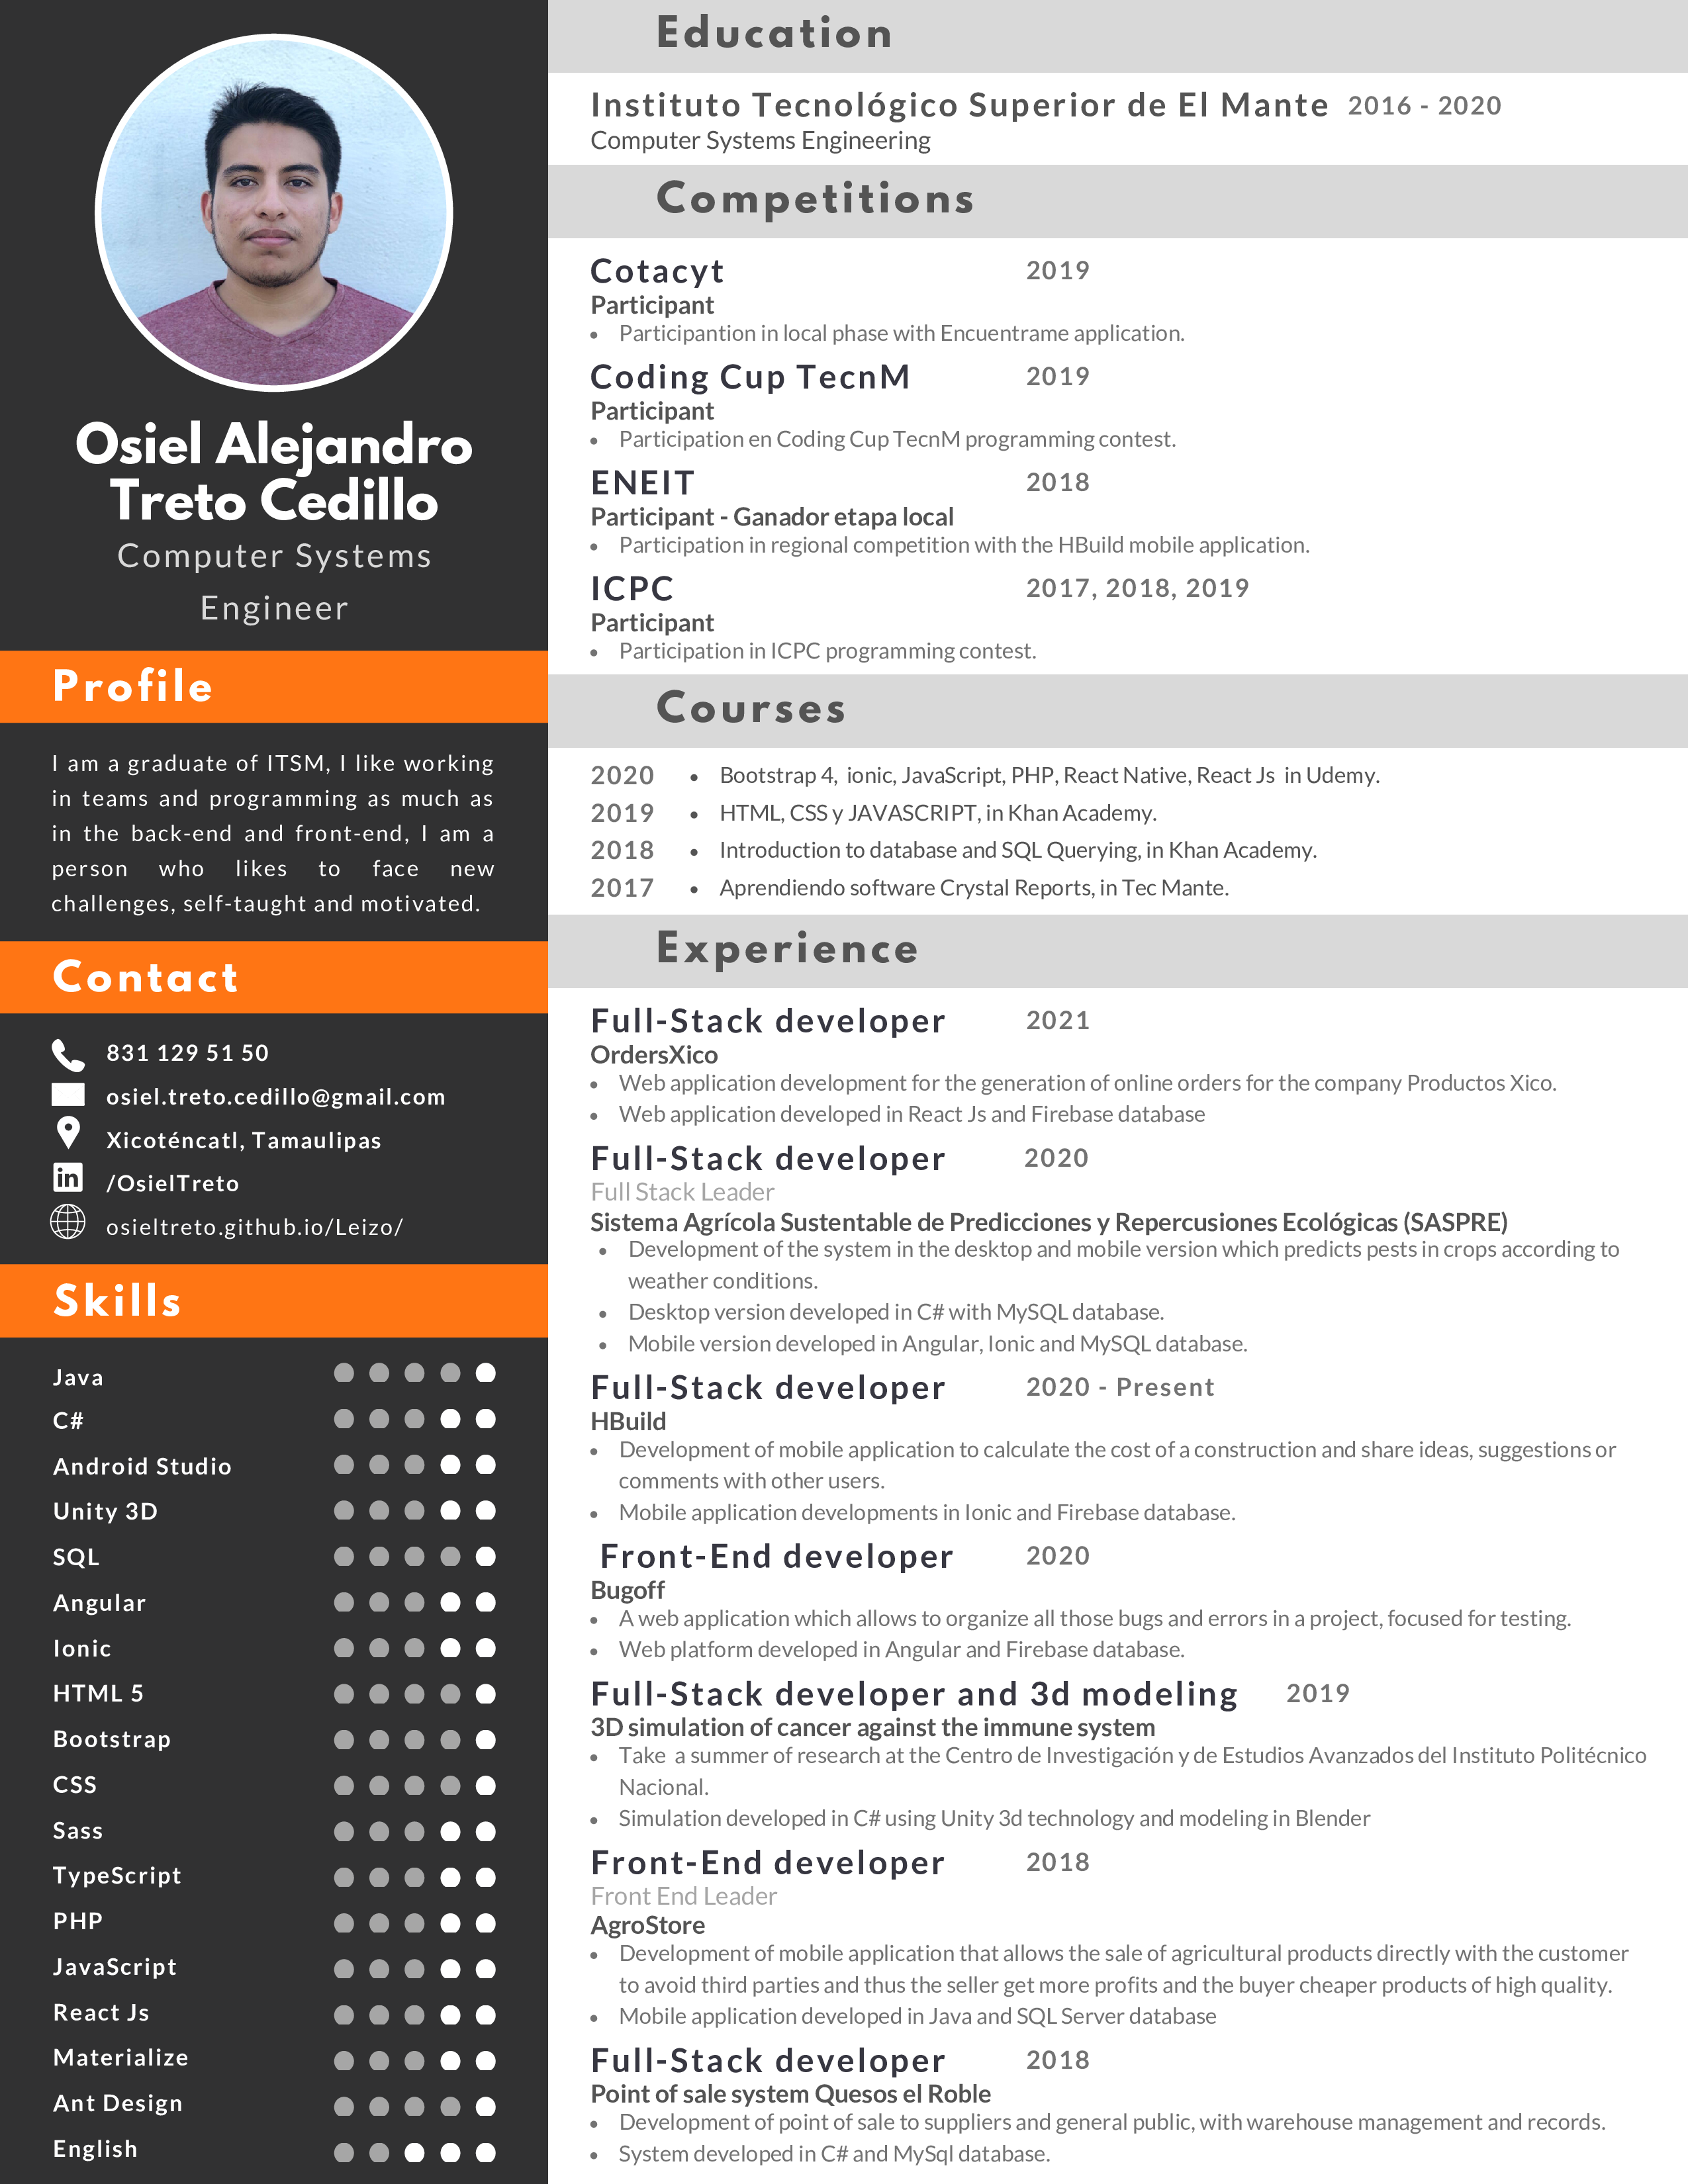 Osiel Alejandro
Treto Cedillo
Computer Systems
Engineer
Profile
I am a graduate of ITSM, I like working
in teams and programming as much as
in the back-end and front-end, I am a
person who likes to face new
challenges, self-taught and motivated.
Contact
831 129 51 50
osiel.treto.cedillo@gmail.com
Xicoténcatl, Tamaulipas
in /OsielTreto
osieltreto.github.io/Leizo/
Skills
Java
C#
Android Studio
Unity 3D
SQL
Angular
Ionic
HTML 5
Bootstrap
CSS
Sass
TypeScript
PHP
JavaScript
React Js
Materialize
Ant Design
English
Education
Instituto Tecnológico Superior de El Mante 2016 - 2020
Computer Systems Engineering
Competitions
Cotacyt 2019
Participant
• Participantion in local phase with Encuentrame application.
Coding Cup TecnM 2019
Participant
• Participation en Coding Cup TecnM programming contest.
ENEIT 2018
Participant - Ganador etapa local
• Participation in regional competition with the HBuild mobile application.
ICPC 2017, 2018, 2019
Participant
• Participation in ICPC programming contest.
Courses
2020 • Bootstrap 4, ionic, JavaScript, PHP, React Native, React Js in Udemy.
2019 • HTML, CSS y JAVASCRIPT, in Khan Academy.
2018 • Introduction to database and SQL Querying, in Khan Academy.
2017 • Aprendiendo software Crystal Reports, in Tec Mante.
Experience
Full-Stack developer 2021
OrdersXico
• Web application development for the generation of online orders for the company Productos Xico.
• Web application developed in React Js and Firebase database
Full-Stack developer 2020
Full Stack Leader
Sistema Agrícola Sustentable de Predicciones y Repercusiones Ecológicas (SASPRE)
• Development of the system in the desktop and mobile version which predicts pests in crops according to
weather conditions.
• Desktop version developed in C# with MySQL database.
• Mobile version developed in Angular, Ionic and MySQL database.
Full-Stack developer 2020 - Present
HBuild
• Development of mobile application to calculate the cost of a construction and share ideas, suggestions or
comments with other users.
• Mobile application developments in Ionic and Firebase database.
Front-End developer 2020
Bugoff
• A web application which allows to organize all those bugs and errors in a project, focused for testing.
• Web platform developed in Angular and Firebase database.
Full-Stack developer and 3d modeling 2019
3D simulation of cancer against the immune system
• Take a summer of research at the Centro de Investigación y de Estudios Avanzados del Instituto Politécnico
Nacional.
• Simulation developed in C# using Unity 3d technology and modeling in Blender
Front-End developer 2018
Front End Leader
AgroStore
• Development of mobile application that allows the sale of agricultural products directly with the customer
to avoid third parties and thus the seller get more profits and the buyer cheaper products of high quality.
• Mobile application developed in Java and SQL Server database
Full-Stack developer 2018
Point of sale system Quesos el Roble
• Development of point of sale to suppliers and general public, with warehouse management and records.
• System developed in C# and MySql database.